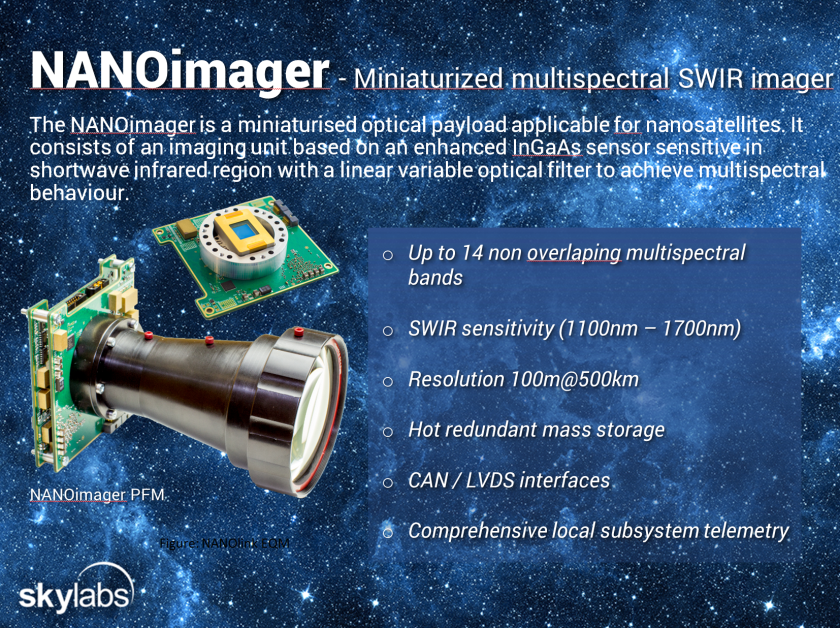 NANOimager - Miniaturized multispectral SWIR imager
The NANOimager is a miniaturised optical payload applicable for nanosatellites. It
consists of an imaging unit based on an enhanced InGaAs sensor sensitive in
shortwave infrared region with a linear variable optical filter to achieve multispectral
behaviour.
○ Up to 14 non overlaping multispectral
bands
○ SWIR sensitivity (1100nm – 1700nm)
○ Resolution 100m@500km
○ Hot redundant mass storage
○ CAN / LVDS interfaces
○ Comprehensive local subsystem telemetry
NANOimager PFM
Figure: NANOlink EQM
skylabs